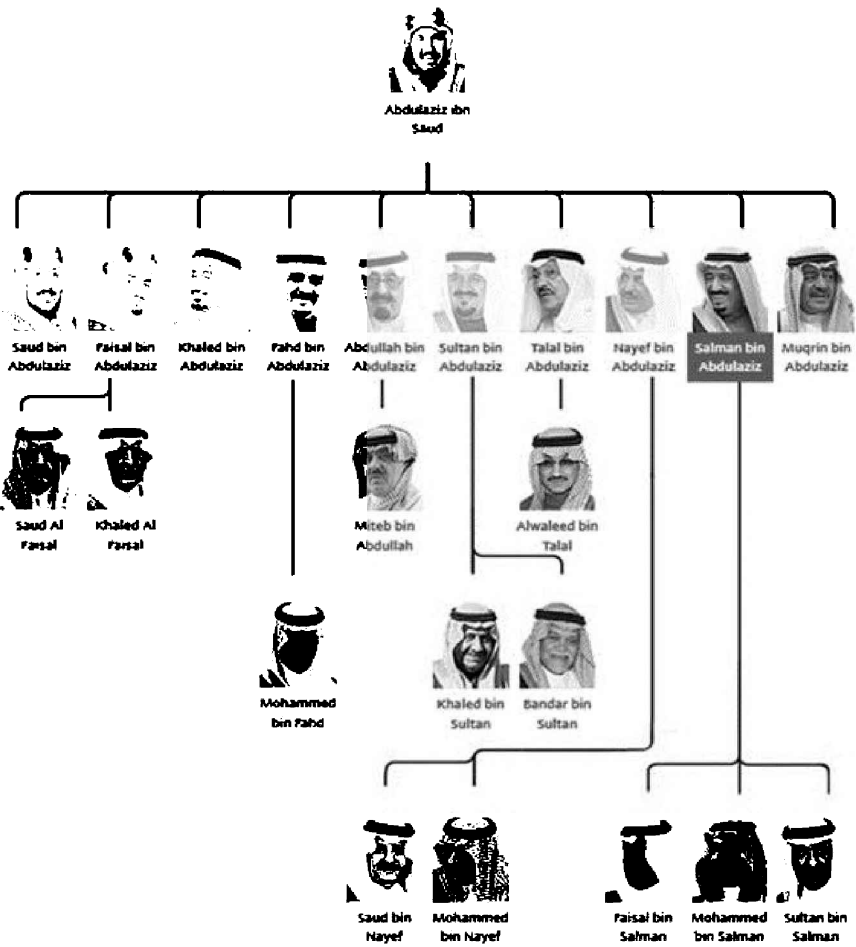 Abdulaziz ibn
Saud
Saud bin
Abdulaziz
Faisal bin
Abdulaziz
Khaled bin
Abdulaziz
Fahd bin
Abdulaziz
Abdullah bin
Abdulaziz
Sultan bin
Abdulaziz
Talal bin
Abdulaziz
Nayef bin
Abdulaziz
Salman bin
Abdulaziz
Muqrin bin
Abdulaziz
Saud Al
Faisal
Khaled Al
Faisal
Miteb bin
Abdullah
Alwaleed bin
Talal
Mohammed
bin Fahd
Khaled bin
Sultan
Bandar bin
Sultan
Saud bin
Nayef
Mohammed
bin Nayef
Faisal bin
Salman
Mohammed
bin Salman
Sultan bin
Salman